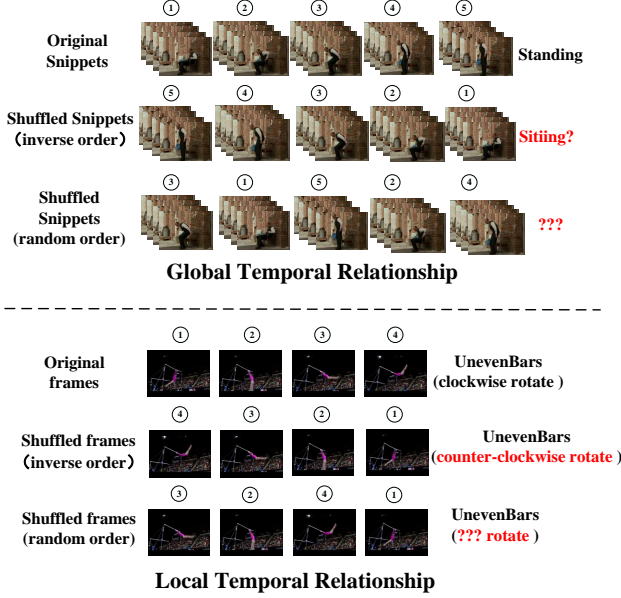 ① ② ③ ④ ⑤
Original
Snippets
Standing
⑤ ④ ③ ② ①
Shuffled Snippets
（inverse order）
Sitiing?
③ ① ⑤ ② ④
Shuffled
Snippets
(random order)
???
Global Temporal Relationship
① ② ③ ④
Original
frames
UnevenBars
(clockwise rotate )
④ ③ ② ①
Shuffled frames
（inverse order）
UnevenBars
(counter-clockwise rotate )
③ ② ④ ①
Shuffled frames
(random order)
UnevenBars
(??? rotate )
Local Temporal Relationship